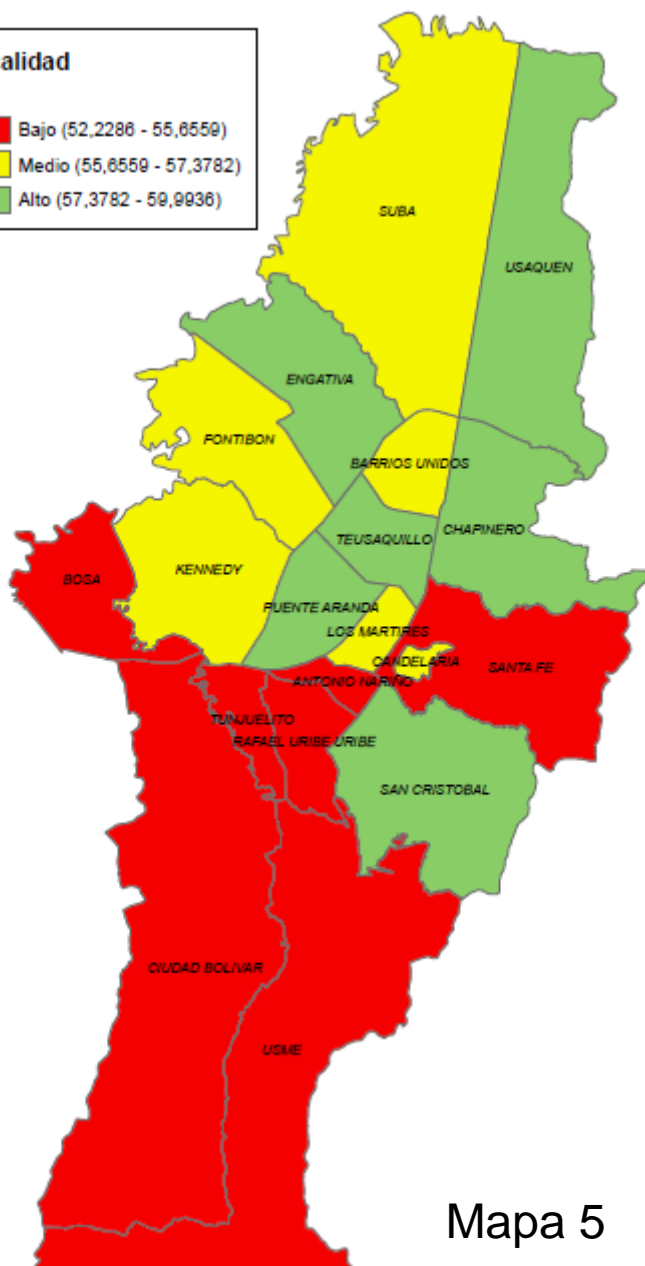 alidad
Bajo (52,2286 - 55,6559)
Medio (55,6559 - 57,3782)
Alto (57,3782 - 59,9936)
SUBA
USAQUEN
ENGATIVA
FONTIBON
BARRIOS UNIDOS
CHAPINERO
TEUSAQUILLO
KENNEDY
BOSA
PUENTE ARANDA
LOS MARTIRES
CANDELARIA
SANTA FE
ANTONIO NARIÑO
TUNJUELITO
RAFAEL URIBE URIBE
SAN CRISTOBAL
CIUDAD BOLIVAR
USME
Mapa 5